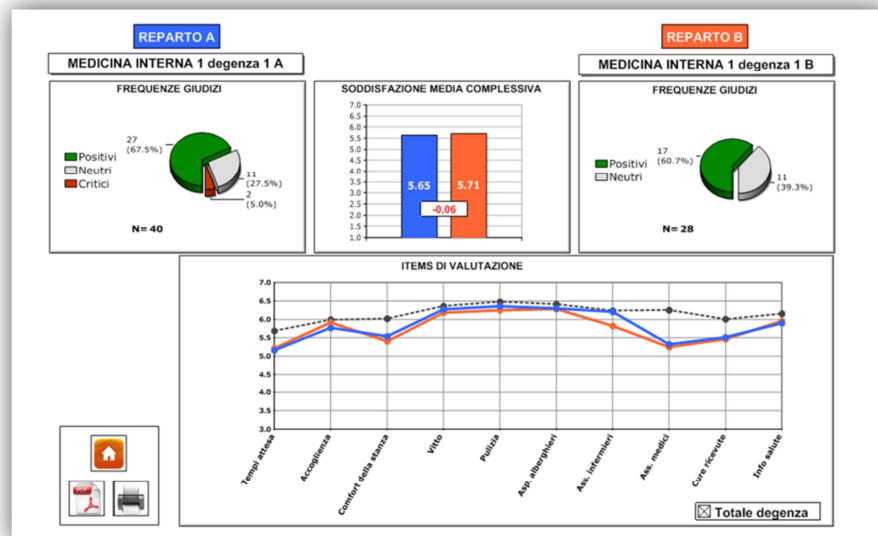 REPARTO A
REPARTO B
MEDICINA INTERNA 1 degenza 1 A
MEDICINA INTERNA 1 degenza 1 B
FREQUENZE GIUDIZI
27
(67.5%)
Positivi
Neutri
Critici
11
(27.5%)
2
(5.0%)
N= 40
SODDISFAZIONE MEDIA COMPLESSIVA
7.0
6.5
6.0
5.5
5.0
4.5
4.0
3.5
3.0
2.5
2.0
1.5
1.0
5.65
5.71
-0,06
FREQUENZE GIUDIZI
17
(60.7%)
Positivi
Neutri
11
(39.3%)
N= 28
ITEMS DI VALUTAZIONE
7.0
6.5
6.0
5.5
5.0
4.5
4.0
3.5
3.0
Tempi attesa
Accoglienza
Comfort della stanza
Vitto
Pulizia
Asp. alberghieri
Ass. infermieri
Ass. medici
Cure ricevute
Info salute
Totale degenza